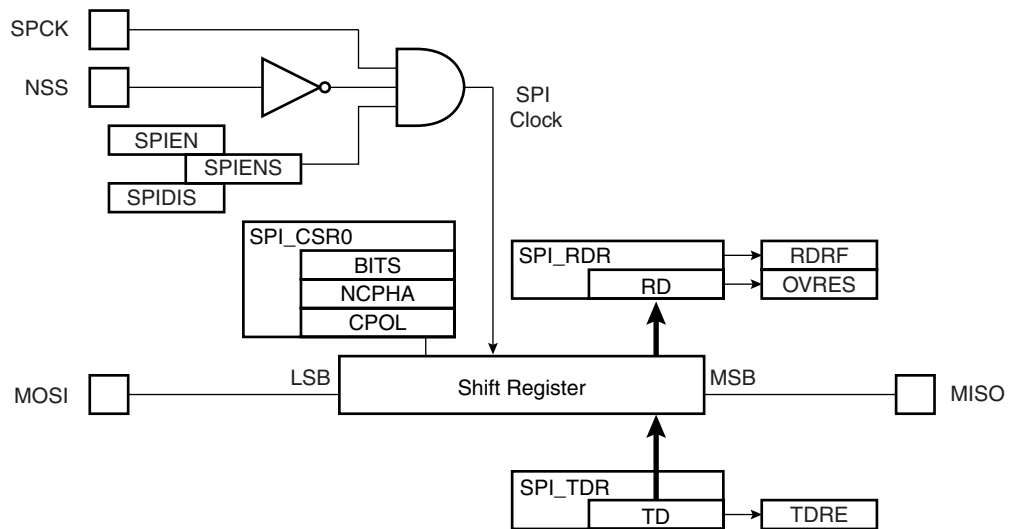 SPCK
NSS
SPI
Clock
SPIEN
SPIENS
SPIDIS
SPI_CSR0
BITS
NCPHA
CPOL
SPI_RDR
RD
RDRF
OVRES
MOSI
LSB
Shift Register
MSB
MISO
SPI_TDR
TD
TDRE